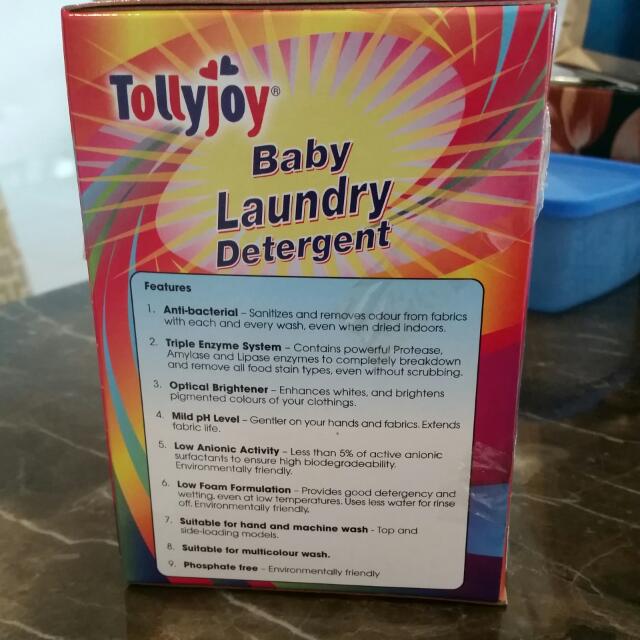 Tollyjoy®
Baby
Laundry
Detergent
Features
1. Anti-bacterial – Sanitizes and removes odour from fabrics
with each and every wash, even when dried indoors.
2. Triple Enzyme System – Contains powerful Protease,
Amylase and Lipase enzymes to completely breakdown
and remove all food stain types, even without scrubbing.
3. Optical Brightener – Enhances whites, and brightens
pigmented colours of your clothings.
4. Mild pH Level – Gentler on your hands and fabrics. Extends
fabric life.
5. Low Anionic Activity – Less than 5% of active anionic
surfactants to ensure high biodegradeability.
Environmentally friendly.
6. Low Foam Formulation – Provides good detergency and
wetting, even at low temperatures. Uses less water for rinse
off. Environmentally friendly.
7. Suitable for hand and machine wash - Top and
side-loading models.
8. Suitable for multicolour wash.
9. Phosphate free – Environmentally friendly